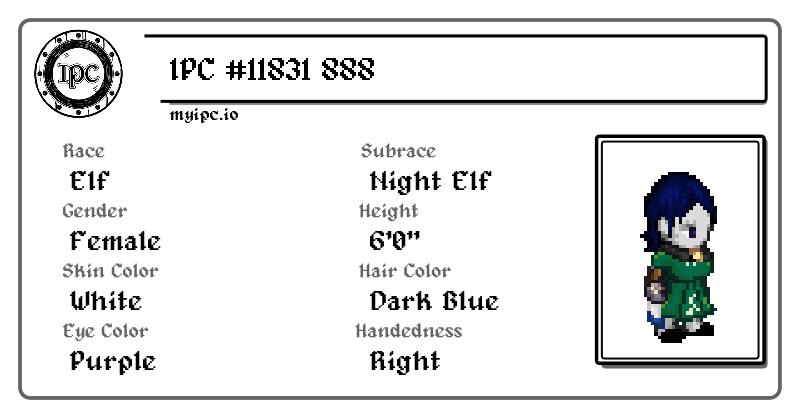 IPC
IPC #11831 888
myipc.io
Race
Elf
Subrace
Night Elf
Gender
Female
Height
6'0"
Skin Color
White
Hair Color
Dark Blue
Eye Color
Purple
Handedness
Right